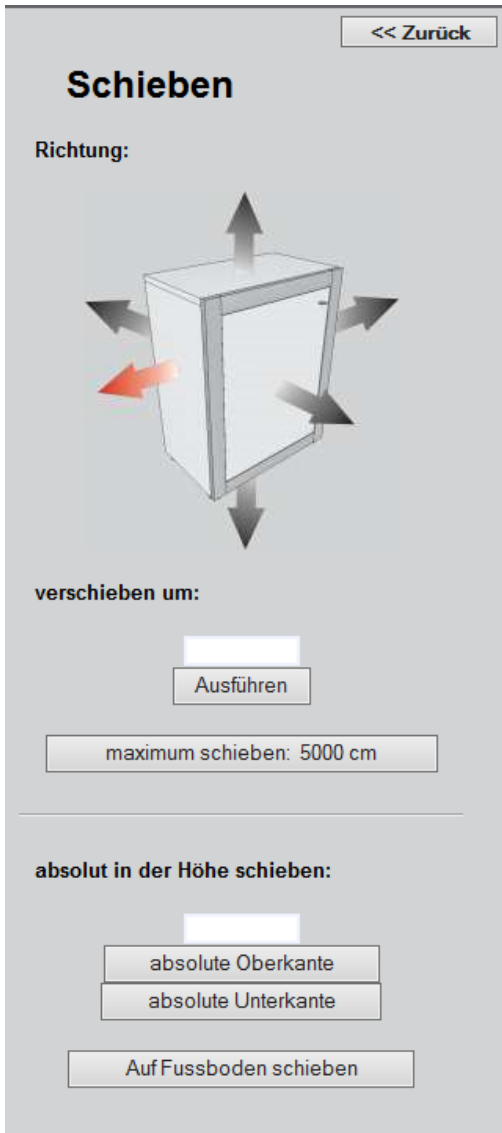 << Zurück
Schieben
Richtung:
verschieben um:
Ausführen
maximum schieben: 5000 cm
absolut in der Höhe schieben:
absolute Oberkante
absolute Unterkante
Auf Fussboden schieben